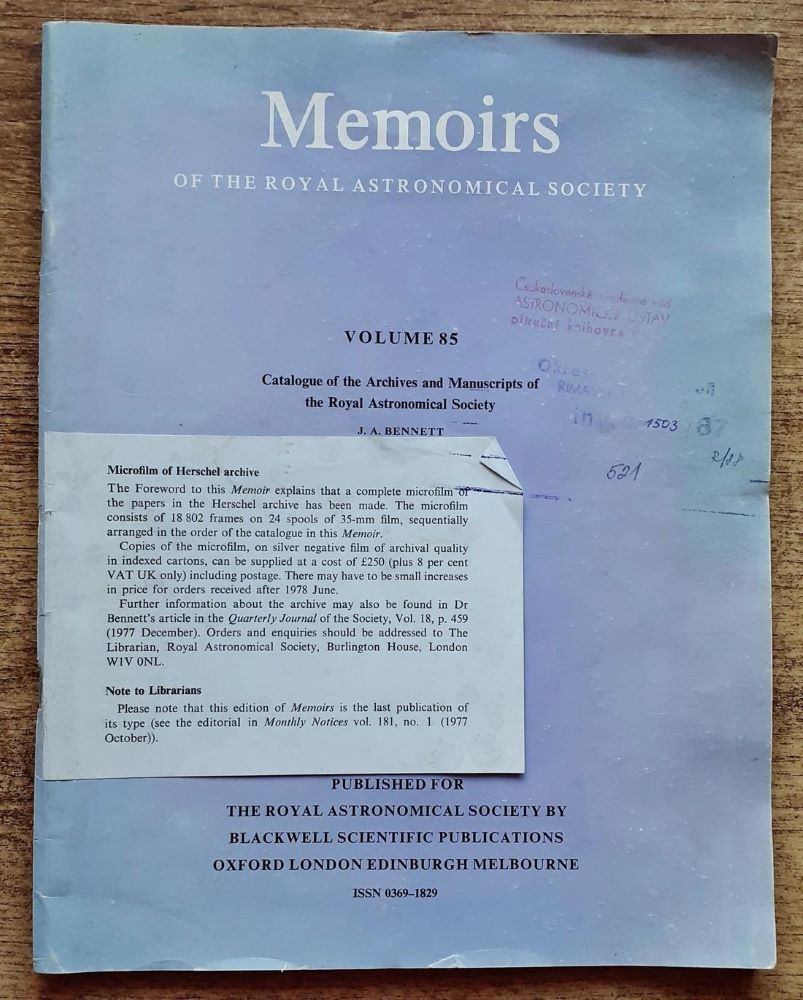 Memoirs
OF THE ROYAL ASTRONOMICAL SOCIETY
Československá akademie věd
ASTRONOMICKÝ ÚSTAV
příruční knihovna
VOLUME 85
Catalogue of the Archives and Manuscripts of
the Royal Astronomical Society
J. A. BENNETT
1503
87
521
2/88
Microfilm of Herschel archive
The Foreword to this Memoir explains that a complete microfilm of
the papers in the Herschel archive has been made. The microfilm
consists of 18 802 frames on 24 spools of 35-mm film, sequentially
arranged in the order of the catalogue in this Memoir.
Copies of the microfilm, on silver negative film of archival quality
in indexed cartons, can be supplied at a cost of £250 (plus 8 per cent
VAT UK only) including postage. There may have to be small increases
in price for orders received after 1978 June.
Further information about the archive may also be found in Dr
Bennett's article in the Quarterly Journal of the Society, Vol. 18, p. 459
(1977 December). Orders and enquiries should be addressed to The
Librarian, Royal Astronomical Society, Burlington House, London
W1V 0NL.
Note to Librarians
Please note that this edition of Memoirs is the last publication of
its type (see the editorial in Monthly Notices vol. 181, no. 1 (1977
October)).
PUBLISHED FOR
THE ROYAL ASTRONOMICAL SOCIETY BY
BLACKWELL SCIENTIFIC PUBLICATIONS
OXFORD LONDON EDINBURGH MELBOURNE
ISSN 0369–1829